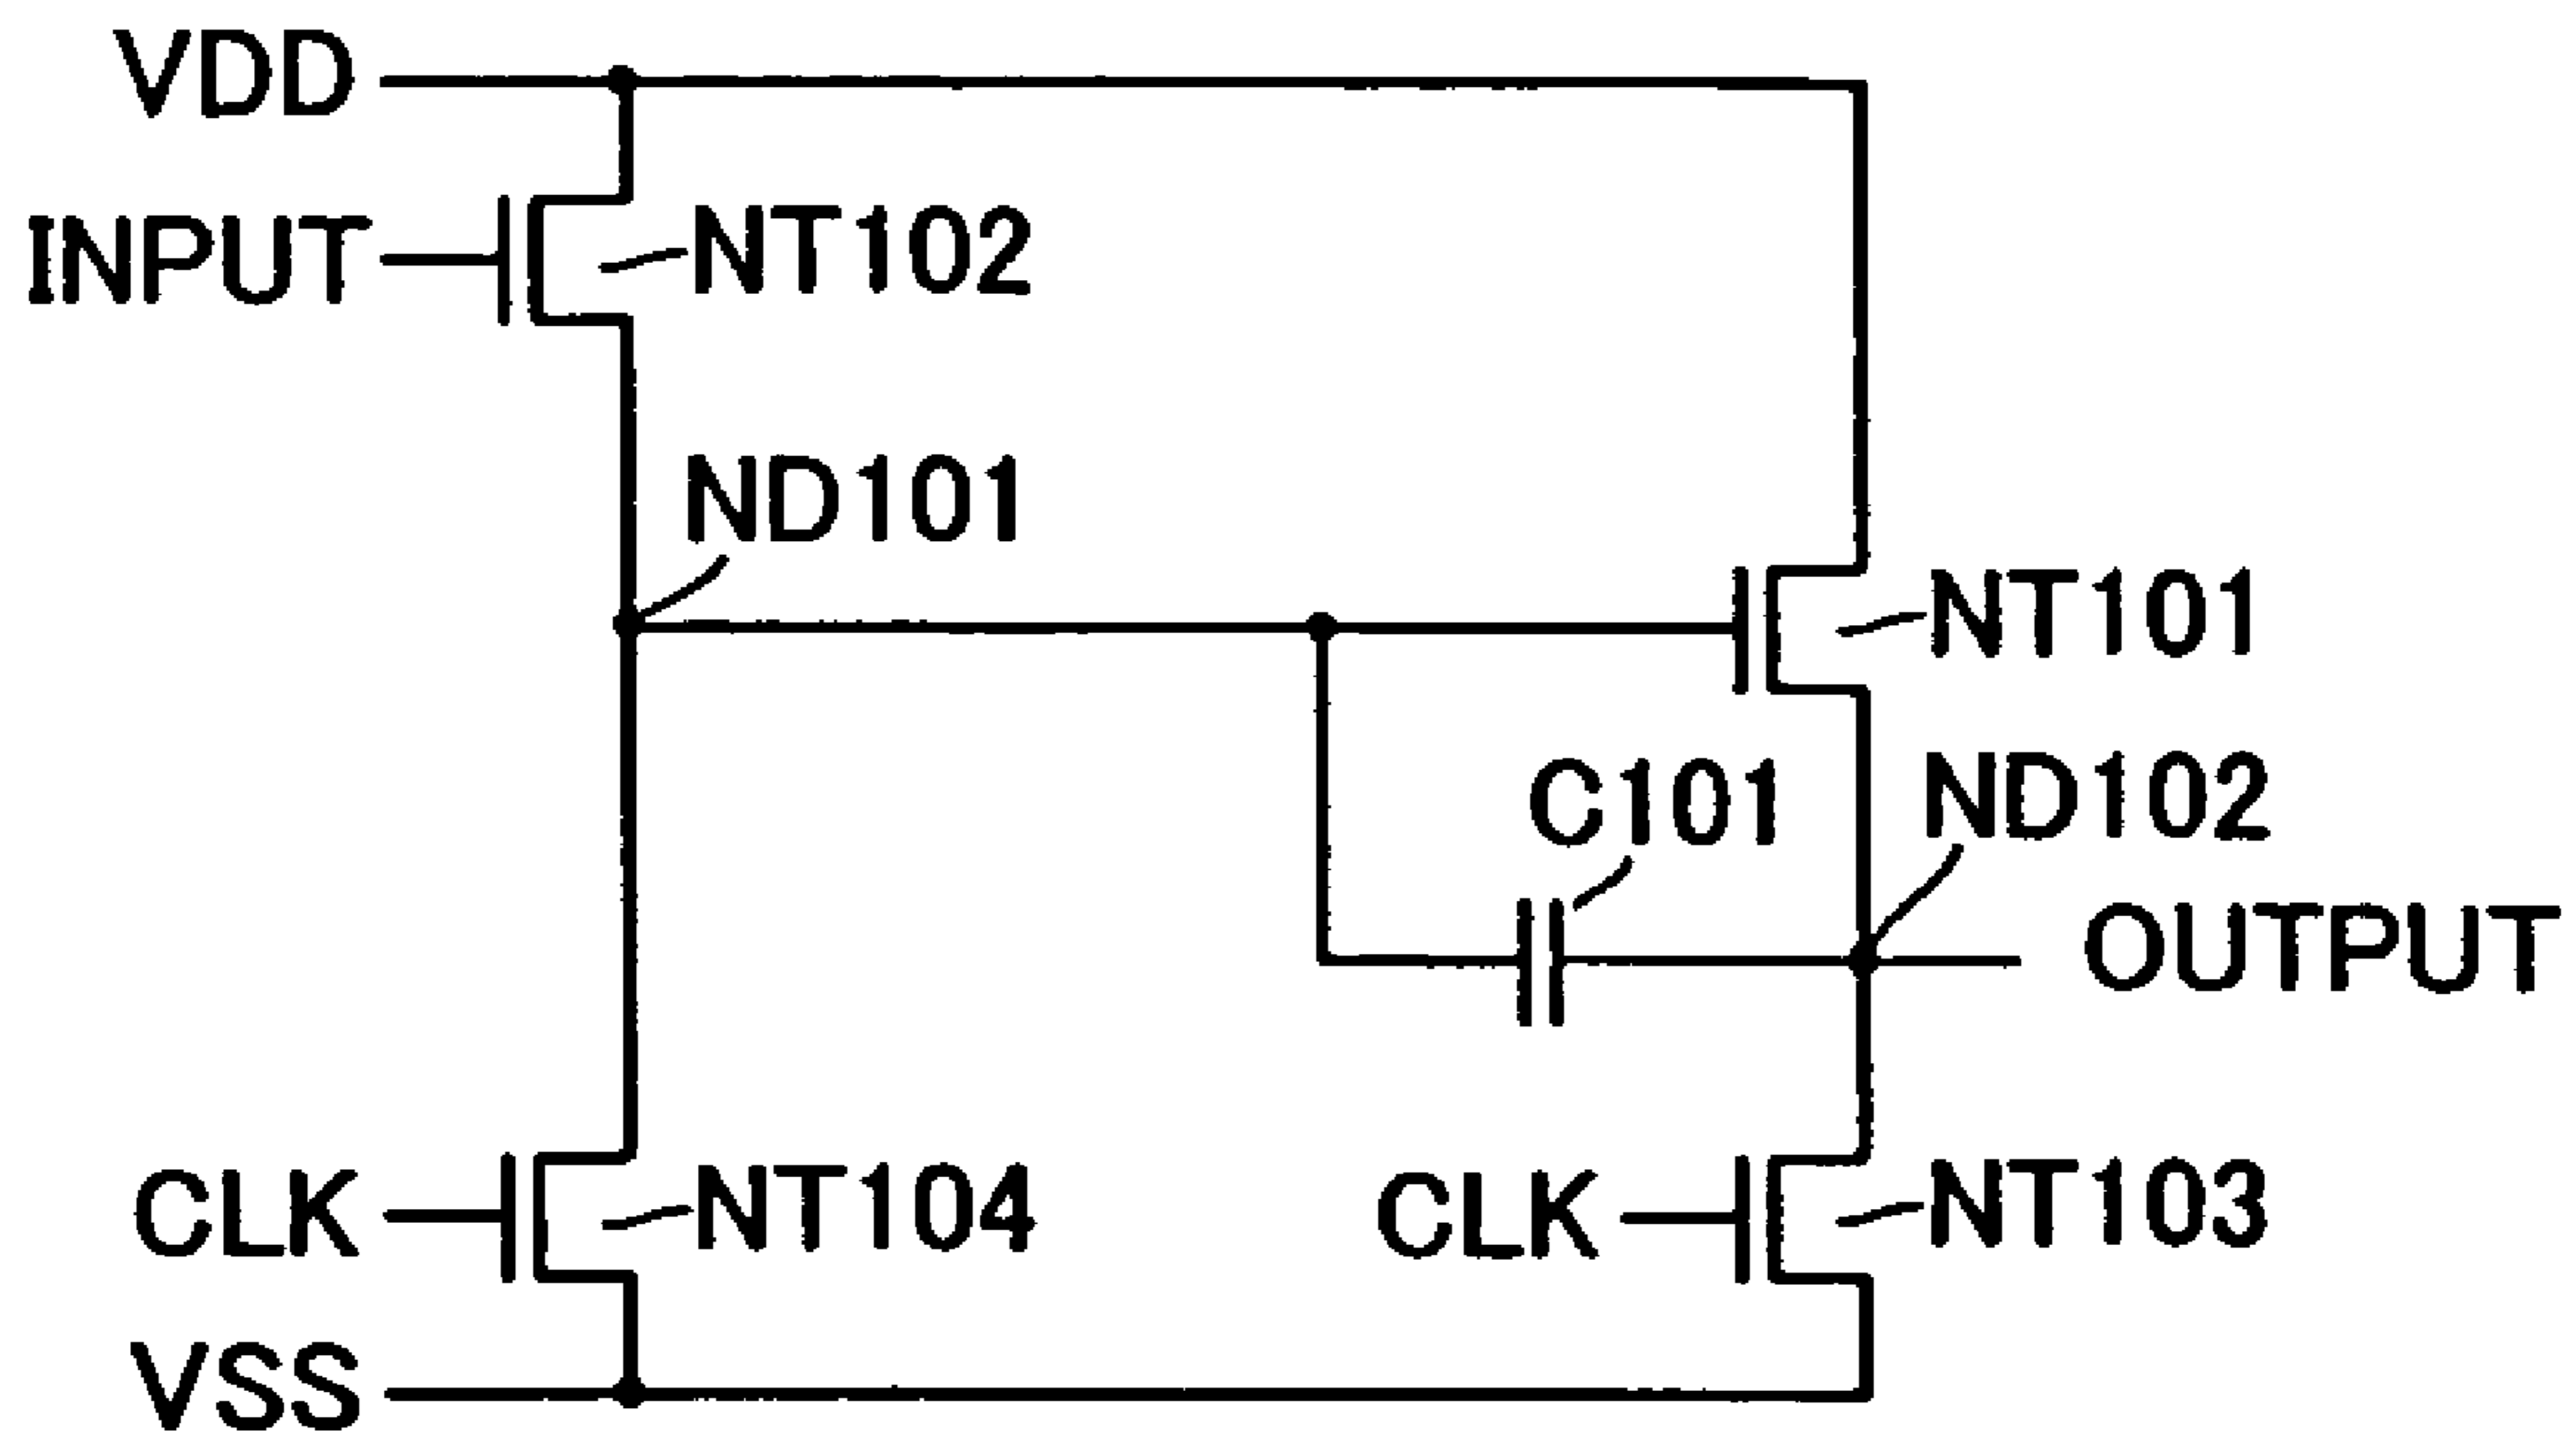 VDD
INPUT
NT102
ND101
NT101
C101
ND102
OUTPUT
CLK
NT104
CLK
NT103
VSS